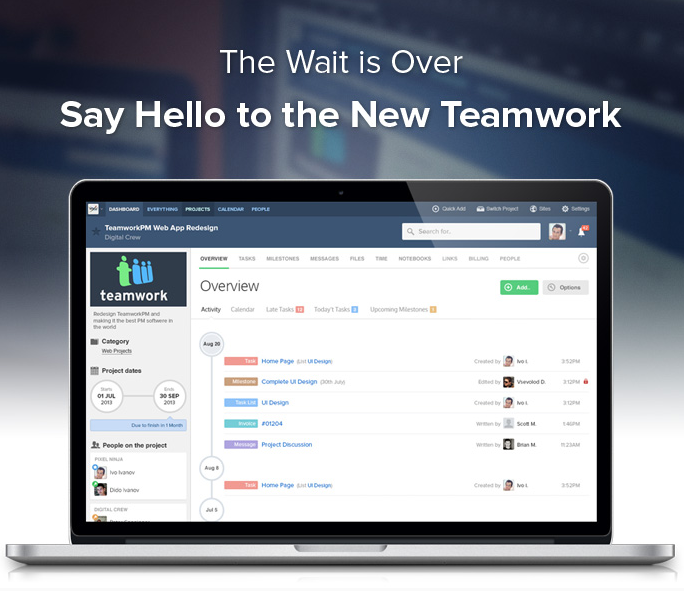 The Wait is Over
Say Hello to the New Teamwork
DASHBOARD EVERYTHING PROJECTS CALENDAR PEOPLE Quick Add Switch Project Sites Settings
TeamworkPM Web App Redesign
Digital Crew
Search for..
OVERVIEW TASKS MILESTONES MESSAGES FILES TIME NOTEBOOKS LINKS BILLING PEOPLE
teamwork
Overview
Add.. Options
Activity Calendar Late Tasks Today's Tasks Upcoming Milestones
Redesign TeamworkPM and
making it the best PM software in
the world
Category
Web Projects
Project dates
Starts
01 JUL
2013
Ends
30 SEP
2013
Due to finish in 1 Month
People on the project
PIXEL NINJA
Ivo Ivanov
Dido Ivanov
DIGITAL CREW
Aug 20
Task Home Page (List UI Design) Created by Ivo I. 3:52PM
Milestone Complete UI Design (30th July) Edited by Vsevolod D. 3:12PM
Task List UI Design Created by Ivo I. 3:12PM
Invoice #01204 Written by Scott M. 1:40PM
Message Project Discussion Written by Brian M. 11:23AM
Aug 8
Task Home Page (List UI Design) Created by Ivo I. 3:52PM
Jul 5